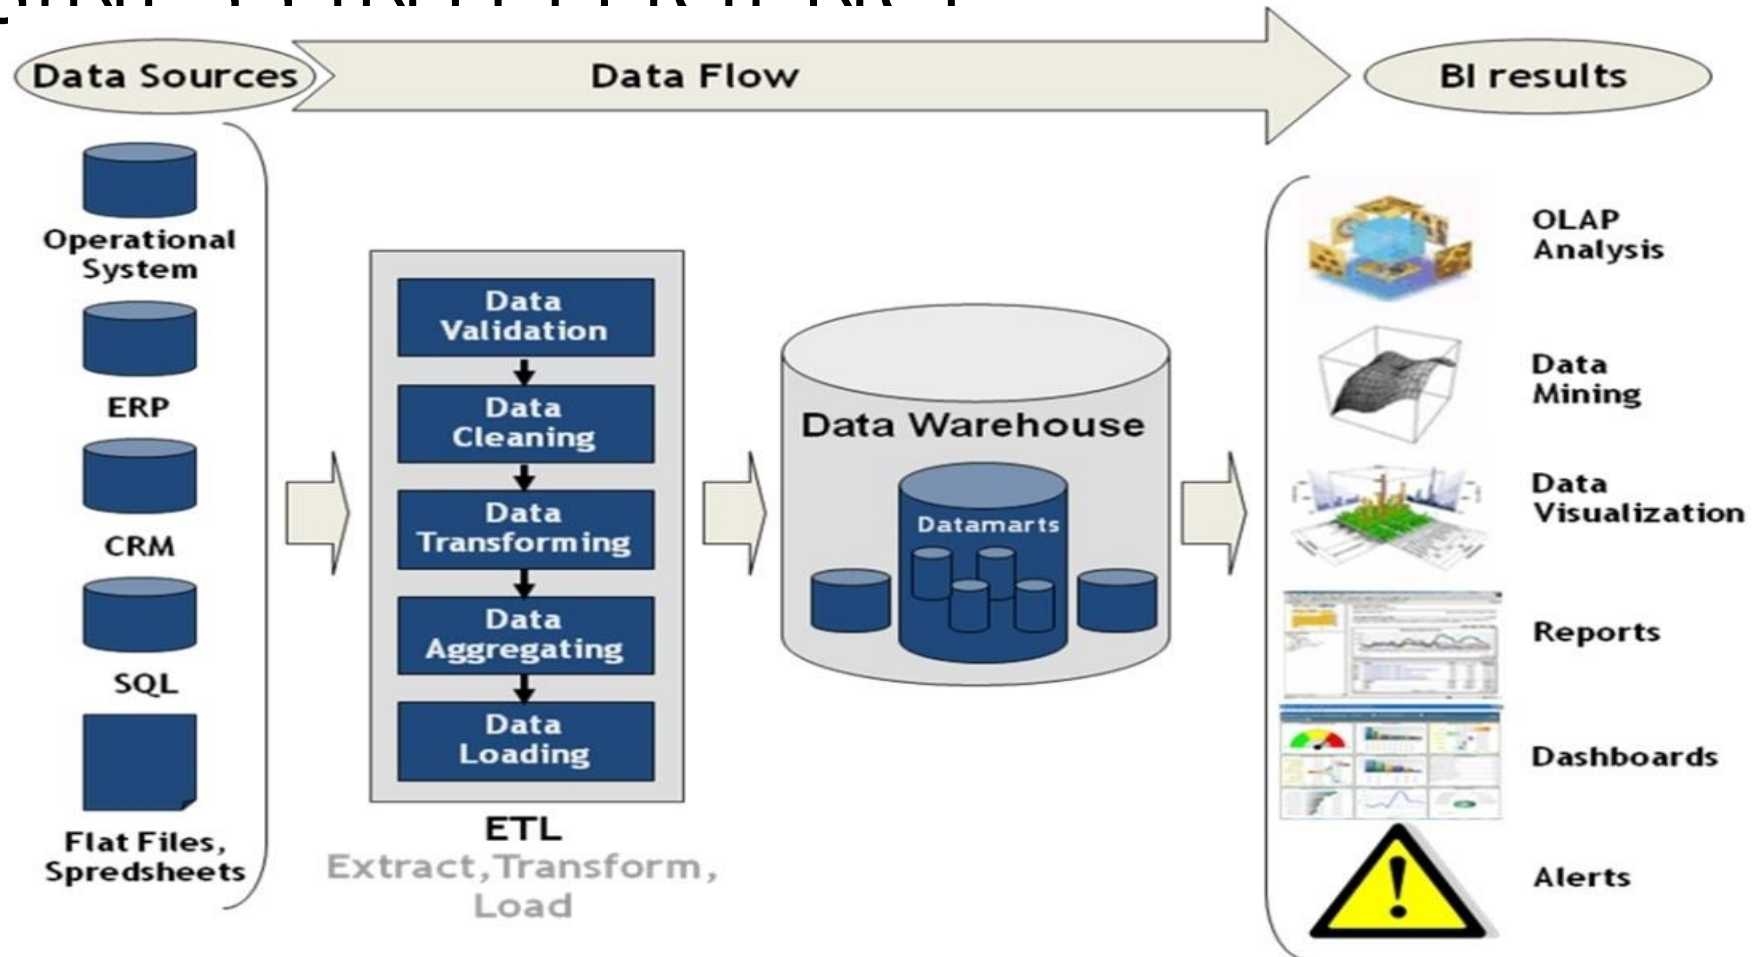 Data Sources
Data Flow
BI results
Operational
System
ERP
CRM
SQL
Flat Files,
Spredsheets
Data
Validation
Data
Cleaning
Data
Transforming
Data
Aggregating
Data
Loading
ETL
Extract,Transform,
Load
Data Warehouse
Datamarts
OLAP
Analysis
Data
Mining
Data
Visualization
Reports
Dashboards
Alerts